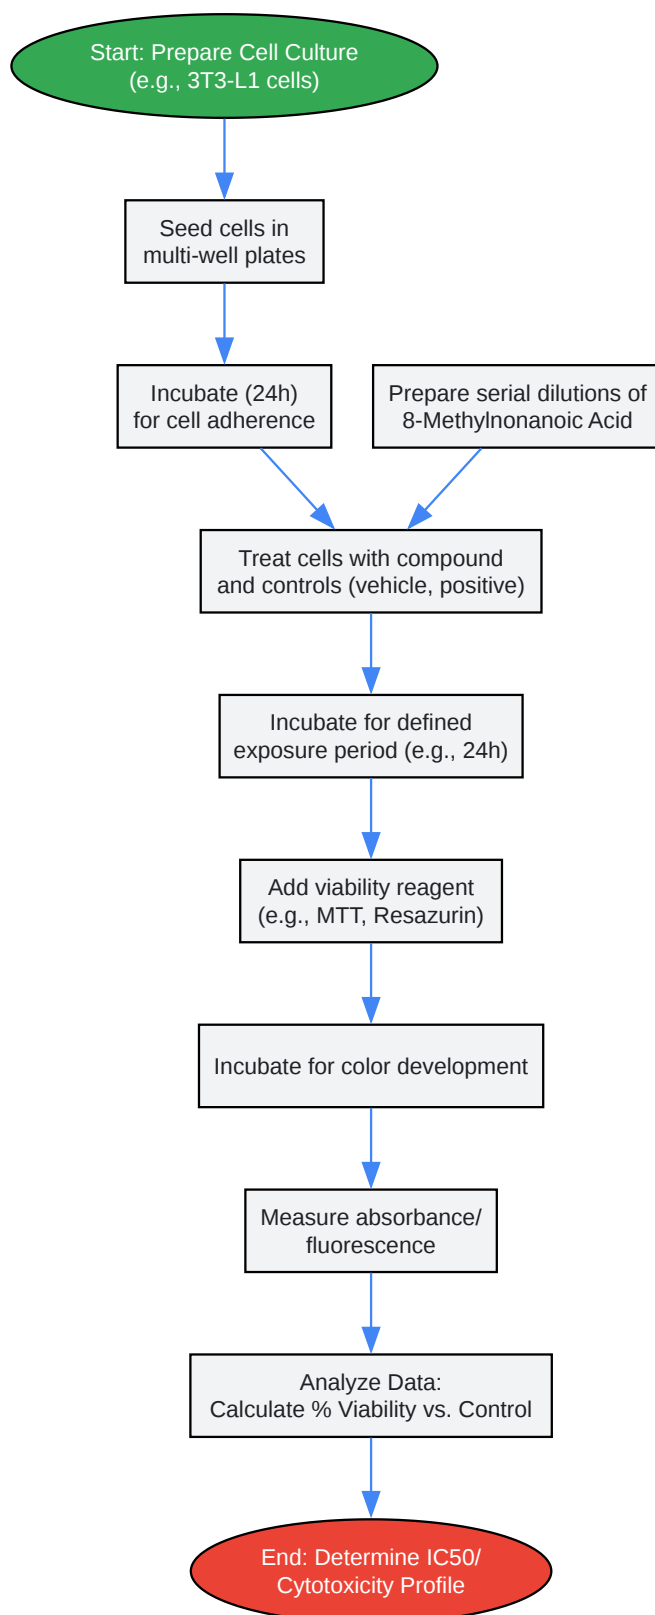 Start: Prepare Cell Culture
(e.g., 3T3-L1 cells)
Seed cells in
multi-well plates
Incubate (24h)
for cell adherence
Prepare serial dilutions of
8-Methylnonanoic Acid
Treat cells with compound
and controls (vehicle, positive)
Incubate for defined
exposure period (e.g., 24h)
Add viability reagent
(e.g., MTT, Resazurin)
Incubate for color development
Measure absorbance/
fluorescence
Analyze Data:
Calculate % Viability vs. Control
End: Determine IC50/
Cytotoxicity Profile